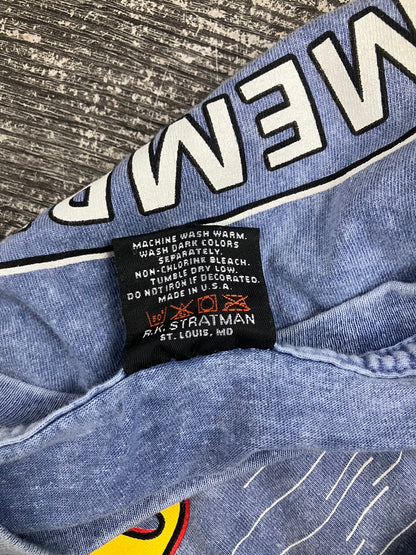 MEMP
MACHINE WASH WARM.
WASH DARK COLORS
SEPARATELY.
NON-CHLORINE BLEACH.
TUMBLE DRY LOW.
DO NOT IRON IF DECORATED.
MADE IN U.S.A.
R.K. STRATMAN
ST. LOUIS, MO